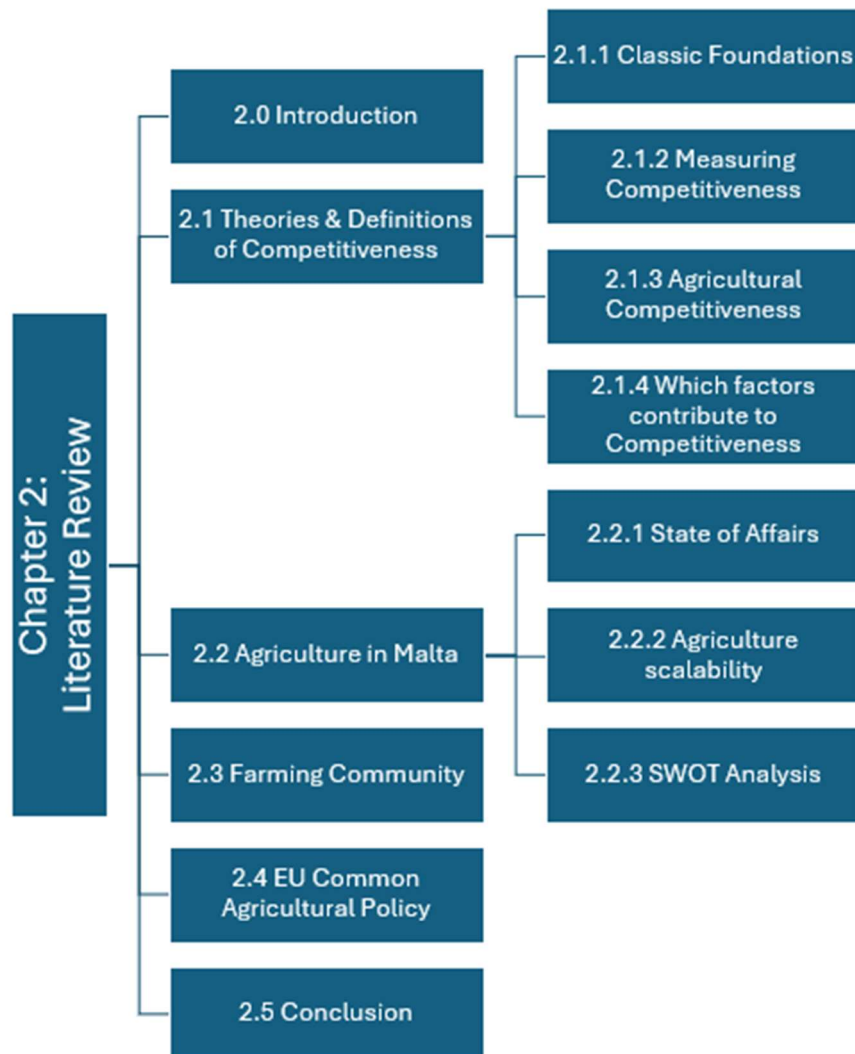 Chapter 2:
Literature Review
2.0 Introduction
2.1 Theories & Definitions
of Competitiveness
2.1.1 Classic Foundations
2.1.2 Measuring
Competitiveness
2.1.3 Agricultural
Competitiveness
2.1.4 Which factors
contribute to
Competitiveness
2.2 Agriculture in Malta
2.2.1 State of Affairs
2.2.2 Agriculture
scalability
2.2.3 SWOT Analysis
2.3 Farming Community
2.4 EU Common
Agricultural Policy
2.5 Conclusion